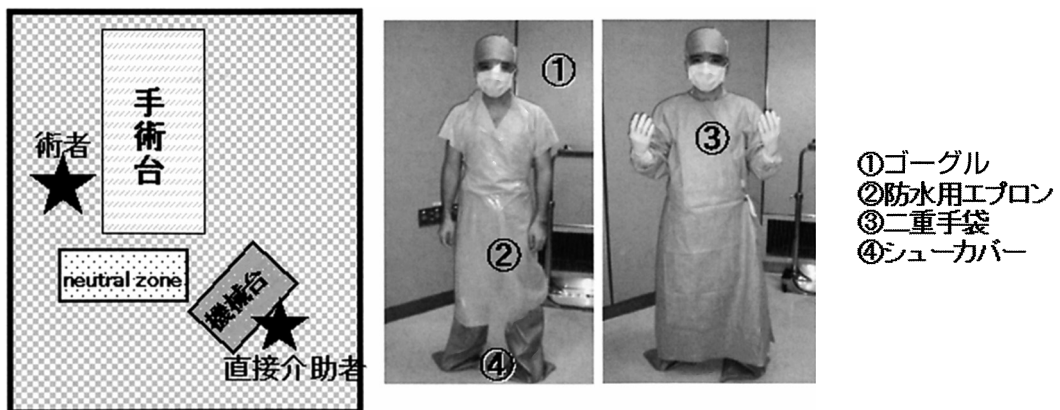 手術台
術者
neutral zone
機械台
直接介助者
①
②
④
③
①ゴーグル
②防水用エプロン
③二重手袋
④シューカバー